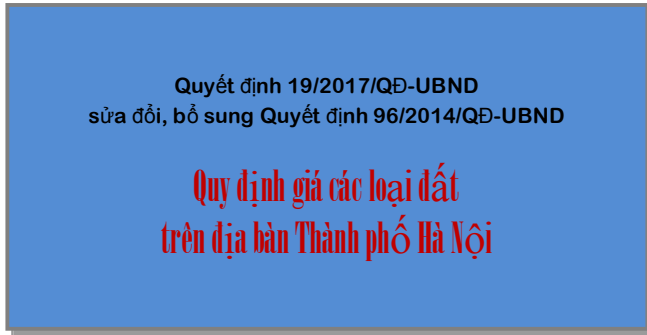 Quyết định 19/2017/QĐ-UBND
sửa đổi, bổ sung Quyết định 96/2014/QĐ-UBND
Quy định giá các loại đất
trên địa bàn Thành phố Hà Nội